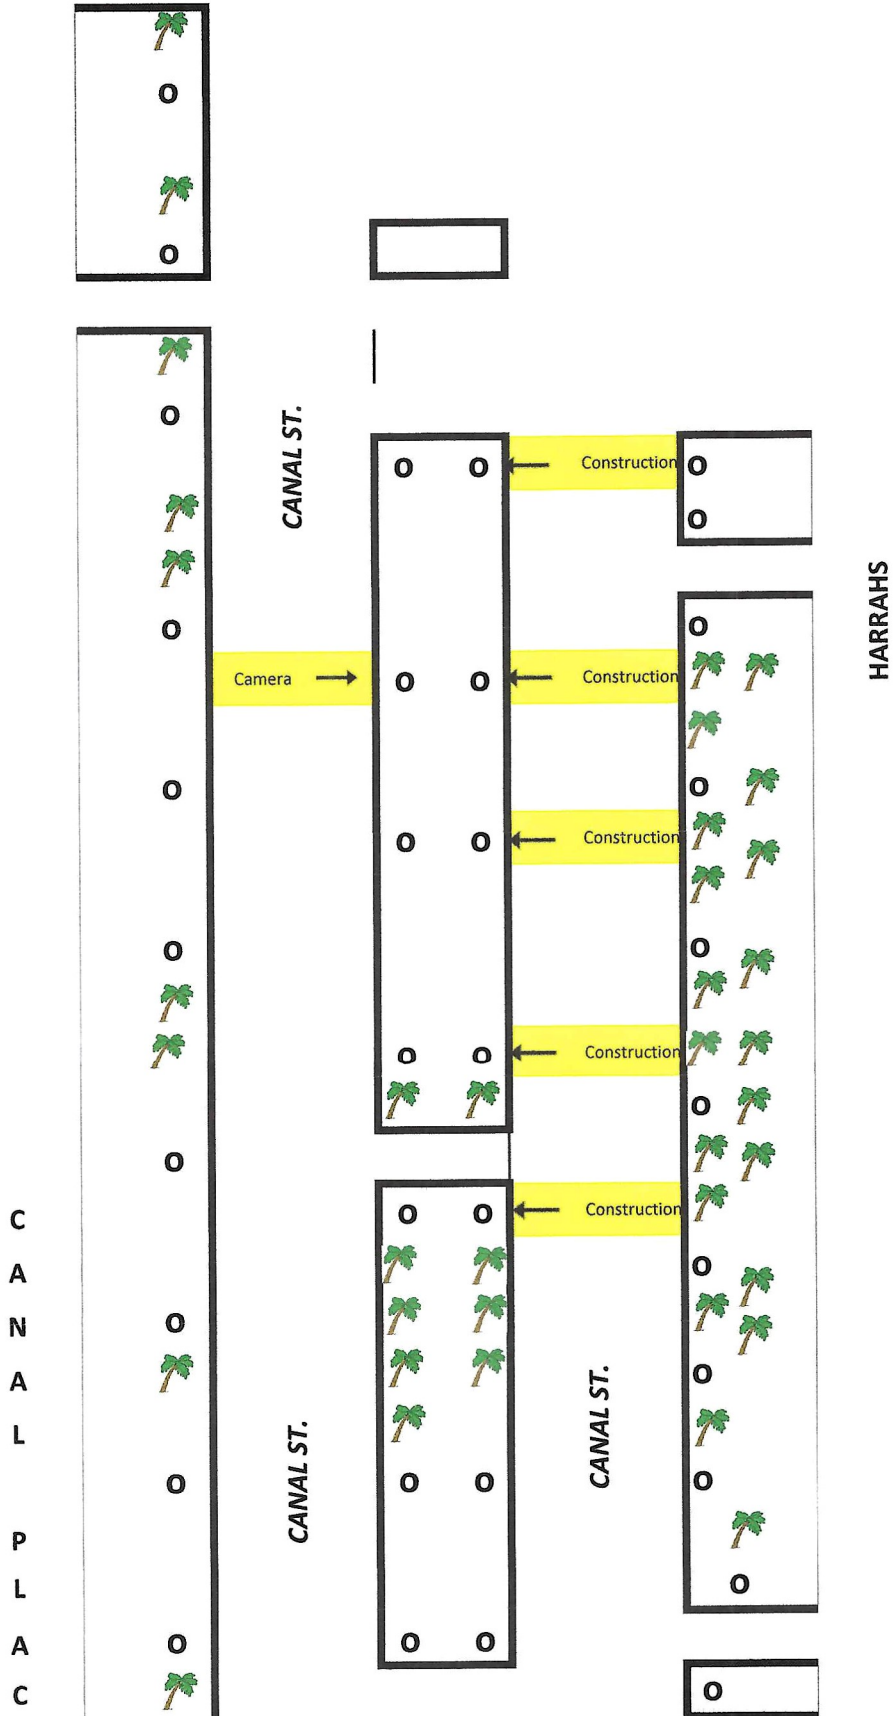 CANAL ST.
Construction
HARRAHS
Camera
Construction
Construction
Construction
Construction
CANAL PLAC
CANAL ST.
CANAL ST.